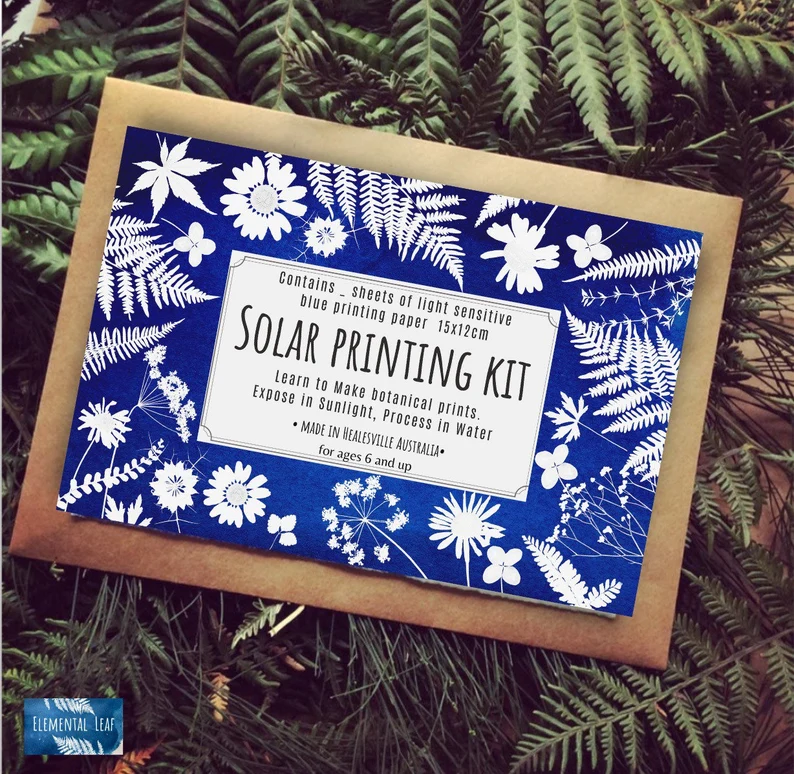 Contains _ sheets of light sensitive
blue printing paper 15x12cm
Solar printing kit
Learn to Make botanical prints.
Expose in Sunlight, Process in Water
• Made in Healesville Australia•
for ages 6 and up
Elemental Leaf